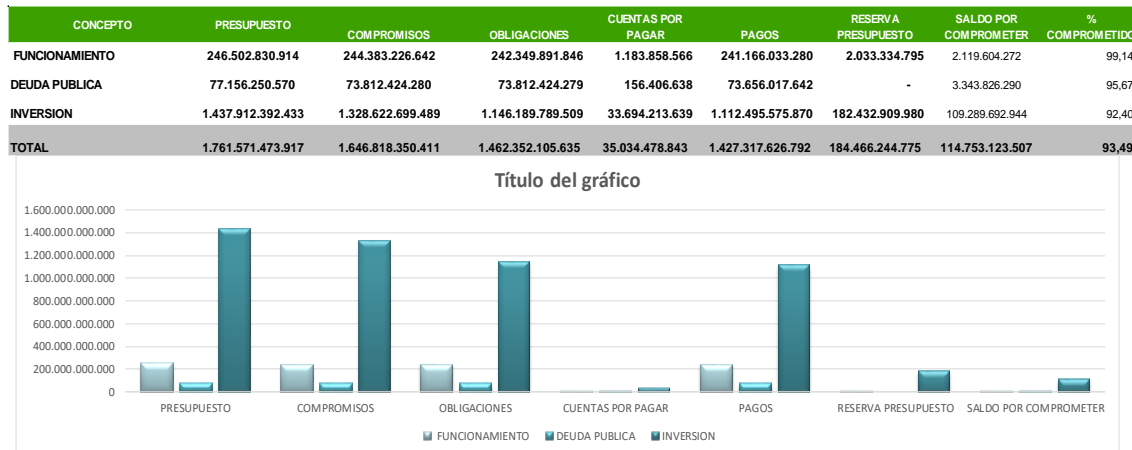 CONCEPTO PRESUPUESTO COMPROMISOS OBLIGACIONES CUENTAS POR PAGAR PAGOS RESERVA PRESUPUESTO SALDO POR COMPROMETER % COMPROMETIDO
FUNCIONAMIENTO 246.502.830.914 244.383.226.642 242.349.891.846 1.183.858.566 241.166.033.280 2.033.334.795 2.119.604.272 99,14
DEUDA PUBLICA 77.156.250.570 73.812.424.280 73.812.424.279 156.406.638 73.656.017.642 - 3.343.826.290 95,67
INVERSION 1.437.912.392.433 1.328.622.699.489 1.146.189.789.509 33.694.213.639 1.112.495.575.870 182.432.909.980 109.289.692.944 92,40
TOTAL 1.761.571.473.917 1.646.818.350.411 1.462.352.105.635 35.034.478.843 1.427.317.626.792 184.466.244.775 114.753.123.507 93,49
Título del gráfico
1.600.000.000.000
1.400.000.000.000
1.200.000.000.000
1.000.000.000.000
800.000.000.000
600.000.000.000
400.000.000.000
200.000.000.000
0
PRESUPUESTO COMPROMISOS OBLIGACIONES CUENTAS POR PAGAR PAGOS RESERVA PRESUPUESTO SALDO POR COMPROMETER
FUNCIONAMIENTO DEUDA PUBLICA INVERSION